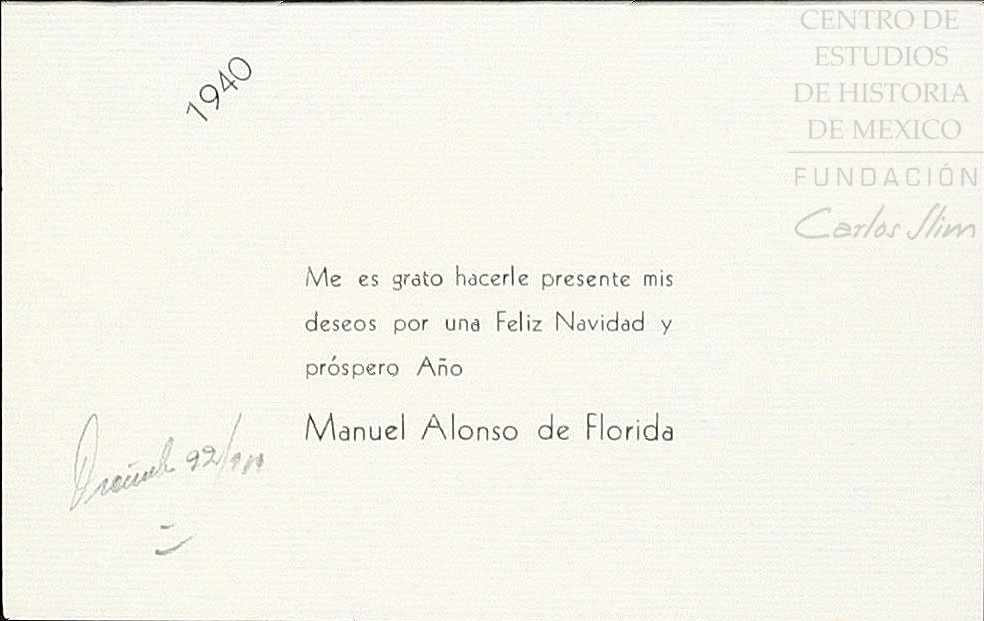 CENTRO DE
ESTUDIOS
DE HISTORIA
DE MEXICO
FUNDACIÓN
Carlos Slim
1940
Me es grato hacerle presente mis
deseos por una Feliz Navidad y
próspero Año
Manuel Alonso de Florida
22/